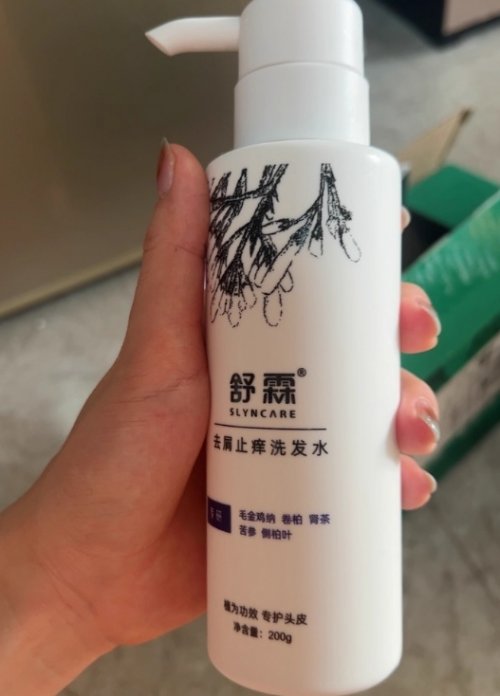 舒霖®
SLYNCARE
去屑止痒洗发水
毛金鸡纳 卷柏 肾茶
苦参 侧柏叶
植为功效 专护头皮
净含量：200g